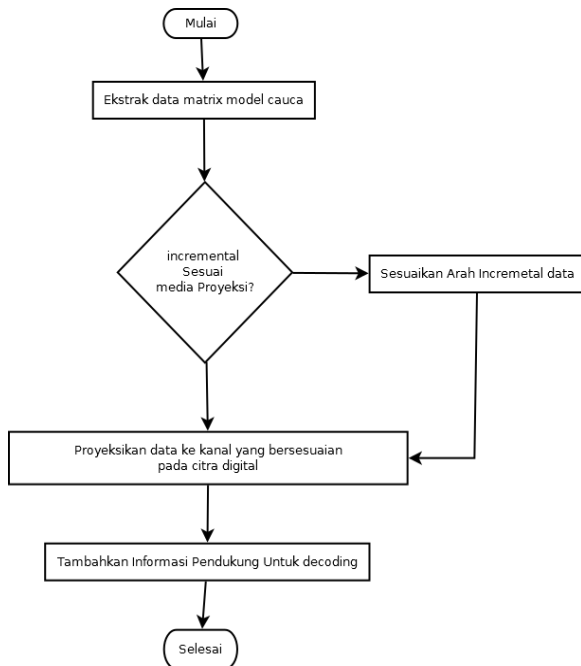 Mulai
Ekstrak data matrix model cauca
incremental
Sesuai
media Proyeksi?
Sesuaikan Arah Incremetal data
Proyeksikan data ke kanal yang bersesuaian
pada citra digital
Tambahkan Informasi Pendukung Untuk decoding
Selesai